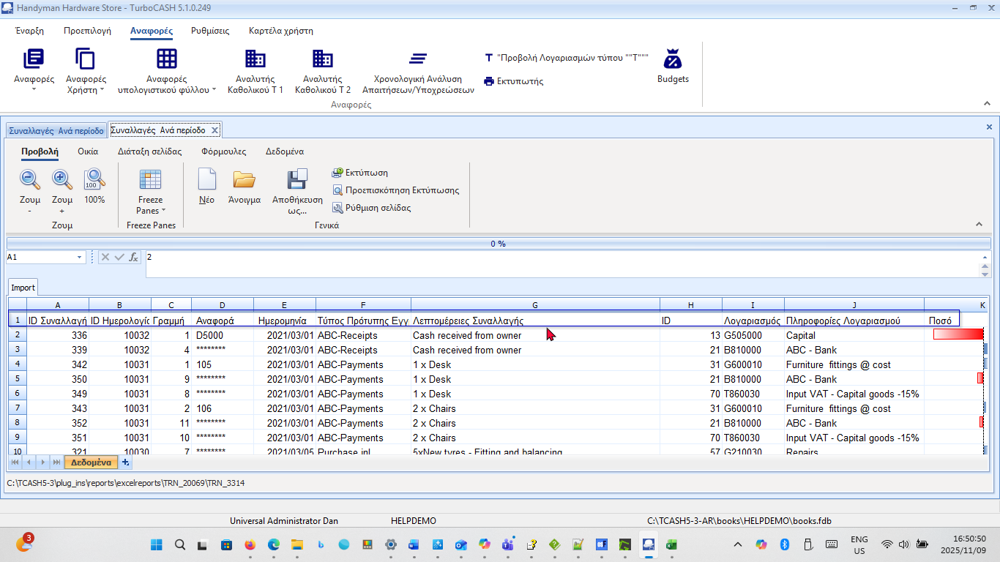 Handyman Hardware Store - TurboCASH 5.1.0.249
Έναρξη Προεπιλογή Αναφορές Ρυθμίσεις Καρτέλα χρήστη
Αναφορές
Αναφορές Χρήστη
Αναφορές υπολογιστικού φύλλου
Αναλυτής Καθολικού T 1
Αναλυτής Καθολικού T 2
Χρονολογική Ανάλυση Απαιτήσεων/Υποχρεώσεων
T "Προβολή Λογαριασμών τύπου ""T"""
Εκτυπωτής
Budgets
Αναφορές
Συναλλαγές Ανά περίοδο Συναλλαγές Ανά περίοδο
Προβολή Οικία Διάταξη σελίδας Φόρμουλες Δεδομένα
Ζουμ -
Ζουμ +
100
100%
Freeze Panes
Νέο
Άνοιγμα
Αποθήκευση ως...
Εκτύπωση
Προεπισκόπηση Εκτύπωσης
Ρύθμιση σελίδας
Ζουμ Freeze Panes Γενικά
0 %
A1 fx 2
Import
A B C D E F G H I J K
1 ID Συναλλαγή ID Ημερολογίο Γραμμή Αναφορά Ημερομηνία Τύπος Πρότυπης Εγγ Λεπτομέρειες Συναλλαγής ID Λογαριασμός Πληροφορίες Λογαριασμού Ποσό
2 336 10032 1 D5000 2021/03/01 ABC-Receipts Cash received from owner 13 G505000 Capital
3 339 10032 4 ******** 2021/03/01 ABC-Receipts Cash received from owner 21 B810000 ABC - Bank
4 342 10031 1 105 2021/03/01 ABC-Payments 1 x Desk 31 G600010 Furniture fittings @ cost
5 350 10031 9 ******** 2021/03/01 ABC-Payments 1 x Desk 21 B810000 ABC - Bank
6 349 10031 8 ******** 2021/03/01 ABC-Payments 1 x Desk 70 T860030 Input VAT - Capital goods -15%
7 343 10031 2 106 2021/03/01 ABC-Payments 2 x Chairs 31 G600010 Furniture fittings @ cost
8 352 10031 11 ******** 2021/03/01 ABC-Payments 2 x Chairs 21 B810000 ABC - Bank
9 351 10031 10 ******** 2021/03/01 ABC-Payments 2 x Chairs 70 T860030 Input VAT - Capital goods -15%
10 321 10030 7 ******** 2021/03/05 Purchase inl 5xNew tyres - Fitting and balancing 57 G210030 Repairs
Δεδομένα
C:\TCASH5-3\plug_ins\reports\excelreports\TRN_20069\TRN_3314
Universal Administrator Dan HELPDEMO C:\TCASH5-3-AR\books\HELPDEMO\books.fdb
3
ENG US
16:50:50
2025/11/09